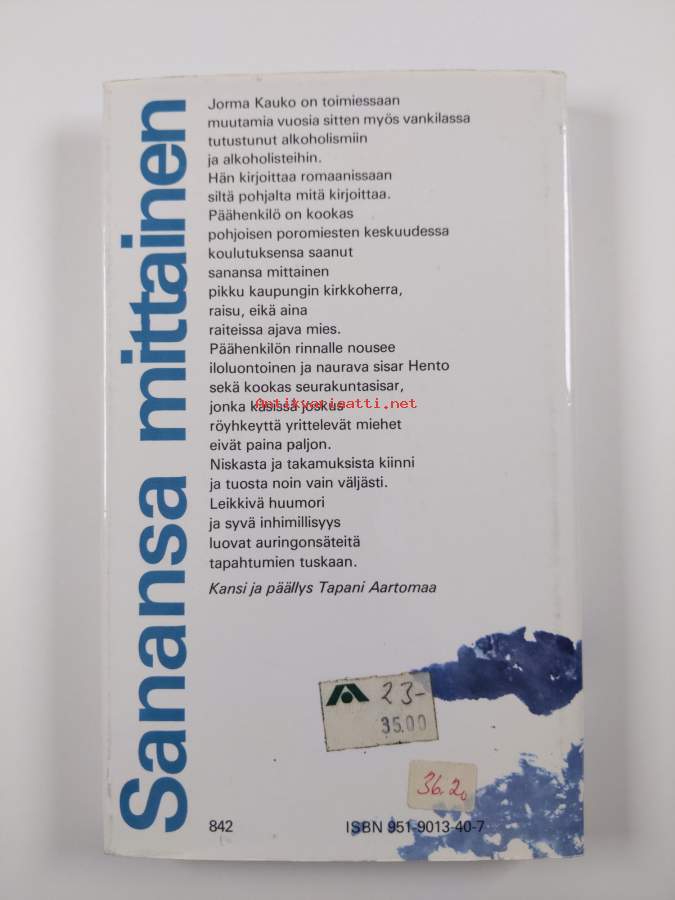 Sanansa mittainen
Jorma Kauko on toimiessaan
muutamia vuosia sitten myös vankilassa
tutustunut alkoholismiin
ja alkoholisteihin.
Hän kirjoittaa romaanissaan
siltä pohjalta mitä kirjoittaa.
Päähenkilö on kookas
pohjoisen poromiesten keskuudessa
koulutuksensa saanut
sanansa mittainen
pikku kaupungin kirkkoherra,
raisu, eikä aina
raiteissa ajava mies.
Päähenkilön rinnalle nousee
iloluontoinen ja naurava sisar Hento
sekä kookas seurakuntasisar,
jonka käsissä joskus
Antikvariaatti.net
röyhkeyttä yrittelevät miehet
eivät paina paljon.
Niskasta ja takamuksista kiinni
ja tuosta noin vain väljästi.
Leikkivä huumori
ja syvä inhimillisyys
luovat auringonsäteitä
tapahtumien tuskaan.
Kansi ja päällys Tapani Aartomaa
23-
35.00
36.20
842 ISBN 951-9013-40-7